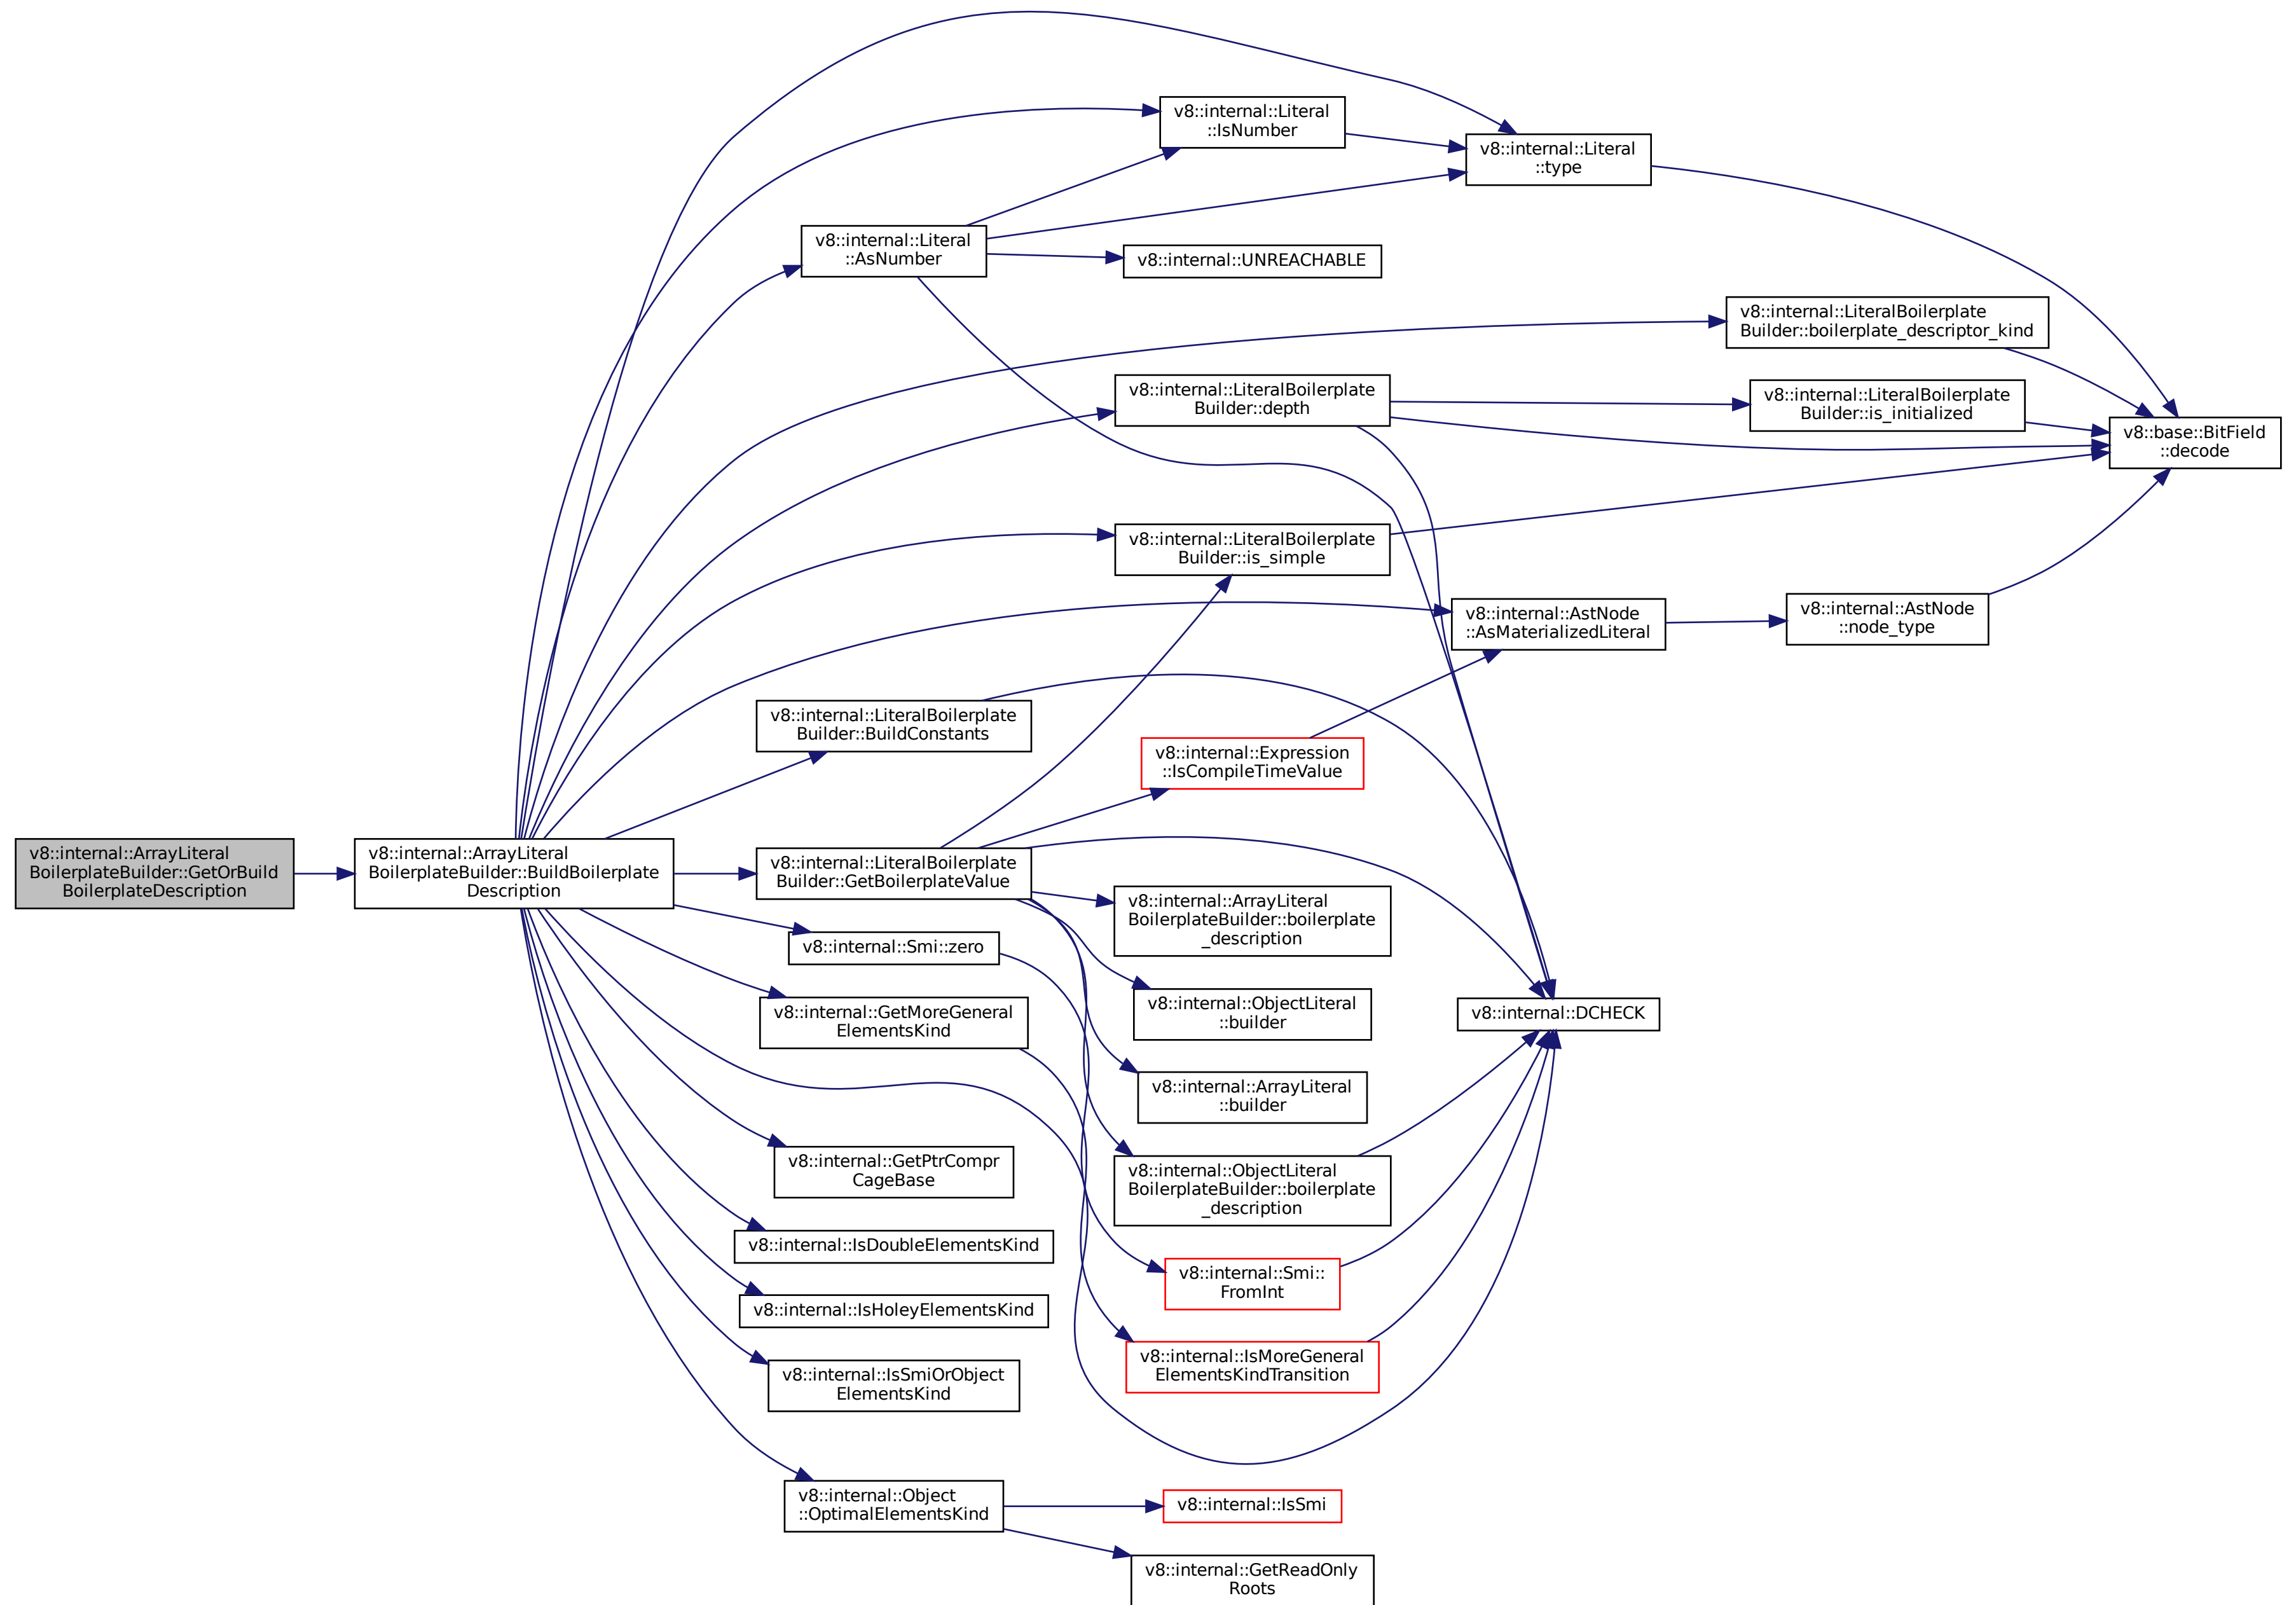 v8::internal::Literal
::IsNumber
v8::internal::Literal
::type
v8::internal::Literal
::AsNumber
v8::internal::UNREACHABLE
v8::internal::LiteralBoilerplate
Builder::boilerplate_descriptor_kind
v8::internal::LiteralBoilerplate
Builder::depth
v8::internal::LiteralBoilerplate
Builder::is_initialized
v8::base::BitField
::decode
v8::internal::LiteralBoilerplate
Builder::is_simple
v8::internal::AstNode
::AsMaterializedLiteral
v8::internal::AstNode
::node_type
v8::internal::LiteralBoilerplate
Builder::BuildConstants
v8::internal::Expression
::IsCompileTimeValue
v8::internal::ArrayLiteral
BoilerplateBuilder::GetOrBuild
BoilerplateDescription
v8::internal::ArrayLiteral
BoilerplateBuilder::BuildBoilerplate
Description
v8::internal::LiteralBoilerplate
Builder::GetBoilerplateValue
v8::internal::ArrayLiteral
BoilerplateBuilder::boilerplate
_description
v8::internal::Smi::zero
v8::internal::ObjectLiteral
::builder
v8::internal::DCHECK
v8::internal::GetMoreGeneral
ElementsKind
v8::internal::ArrayLiteral
::builder
v8::internal::GetPtrCompr
CageBase
v8::internal::ObjectLiteral
BoilerplateBuilder::boilerplate
_description
v8::internal::IsDoubleElementsKind
v8::internal::Smi::
FromInt
v8::internal::IsHoleyElementsKind
v8::internal::IsMoreGeneral
ElementsKindTransition
v8::internal::IsSmiOrObject
ElementsKind
v8::internal::Object
::OptimalElementsKind
v8::internal::IsSmi
v8::internal::GetReadOnly
Roots